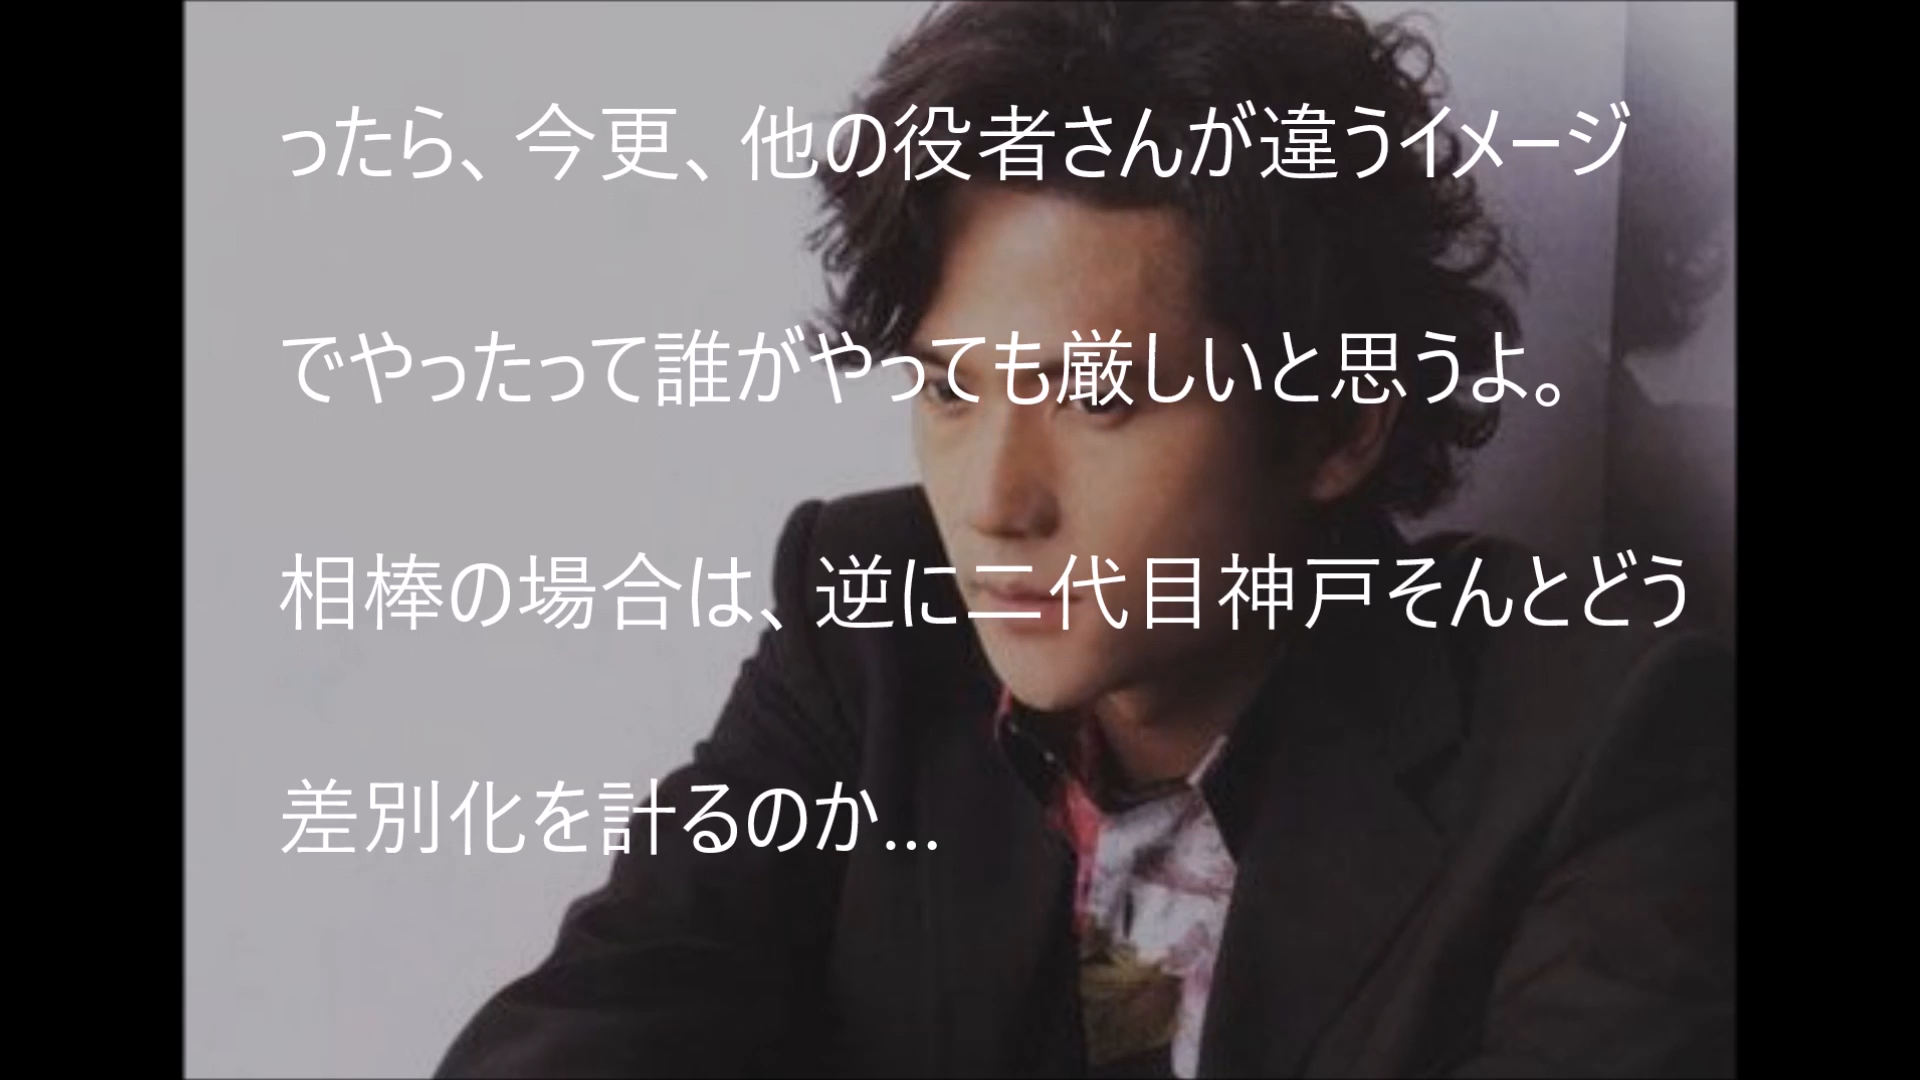 ったら、今更、他の役者さんが違うイメージ
でやったって誰がやっても厳しいと思うよ。
相棒の場合は、逆に二代目神戸そんとどう
差別化を計るのか…